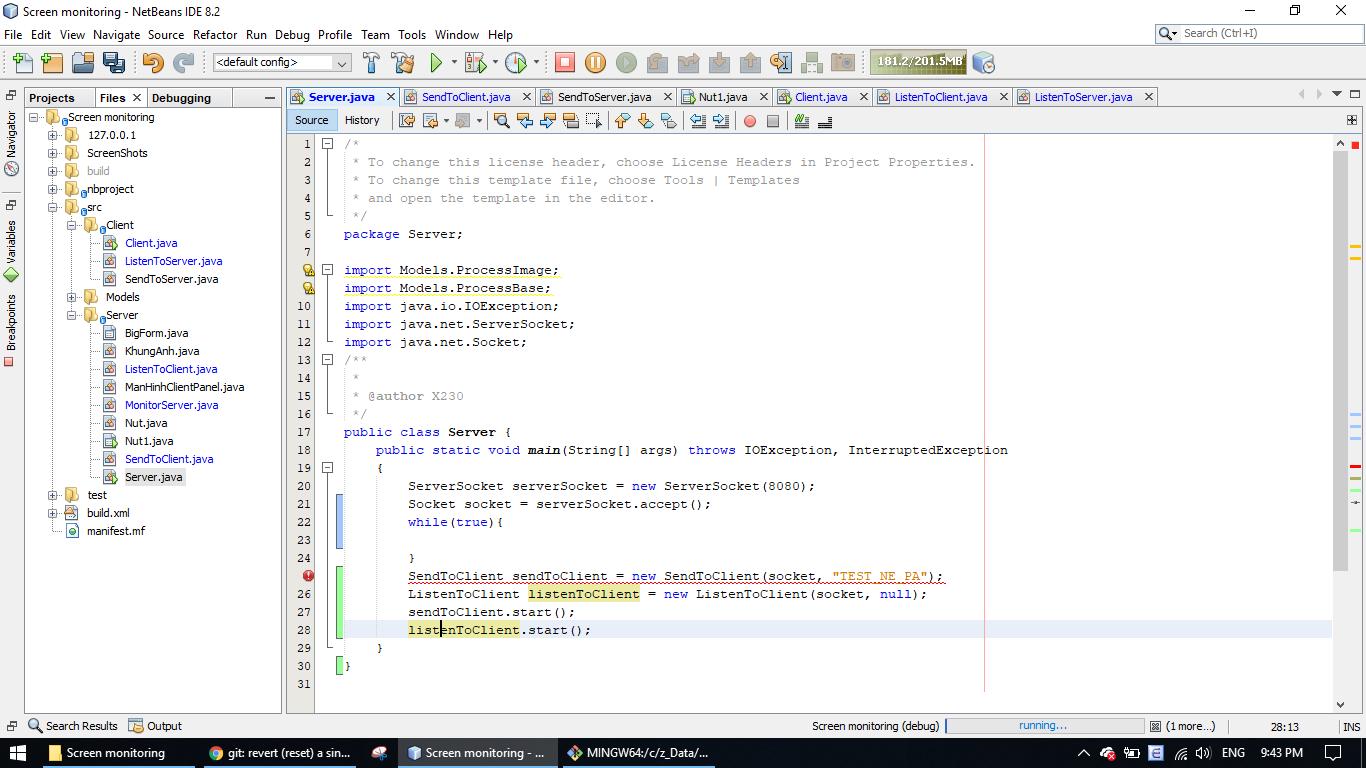 Screen monitoring - NetBeans IDE 8.2
File Edit View Navigate Source Refactor Run Debug Profile Team Tools Window Help
Search (Ctrl+I)
<default config>
181.2/201.5MB
Projects Files Debugging
Server.java SendToClient.java SendToServer.java Nut1.java Client.java ListenToClient.java ListenToServer.java
Source History
Navigator
Variables
Breakpoints
Screen monitoring
127.0.0.1
ScreenShots
build
nbproject
src
Client
Client.java
ListenToServer.java
SendToServer.java
Models
Server
BigForm.java
KhungAnh.java
ListenToClient.java
ManHinhClientPanel.java
MonitorServer.java
Nut.java
Nut1.java
SendToClient.java
Server.java
test
build.xml
manifest.mf
1 /*
2 * To change this license header, choose License Headers in Project Properties.
3 * To change this template file, choose Tools | Templates
4 * and open the template in the editor.
5 */
6 package Server;
7
import Models.ProcessImage;
import Models.ProcessBase;
10 import java.io.IOException;
11 import java.net.ServerSocket;
12 import java.net.Socket;
13 /**
14 *
15 * @author X230
16 */
17 public class Server {
18 public static void main(String[] args) throws IOException, InterruptedException
19 {
20 ServerSocket serverSocket = new ServerSocket(8080);
21 Socket socket = serverSocket.accept();
22 while(true){
23
24 }
SendToClient sendToClient = new SendToClient(socket, "TEST_NE_PA");
26 ListenToClient listenToClient = new ListenToClient(socket, null);
27 sendToClient.start();
28 listenToClient.start();
29 }
30 }
31
Search Results Output
Screen monitoring (debug) running... (1 more...) 28:13 INS
Screen monitoring
git: revert (reset) a sin...
Screen monitoring - ...
MINGW64:/c/z_Data/...
ENG 9:43 PM